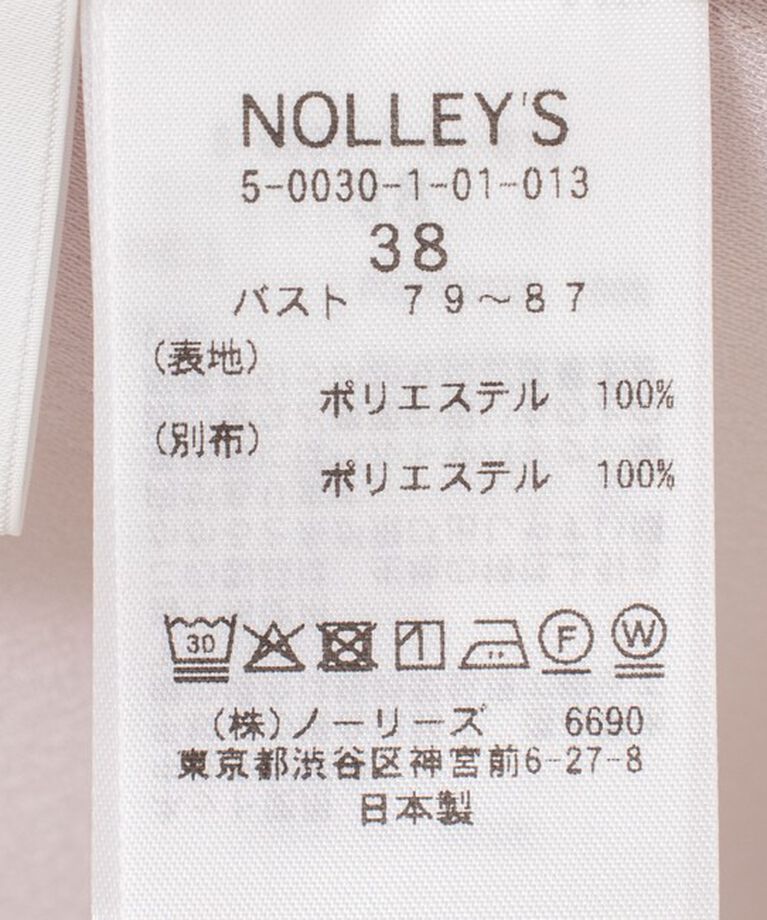 NOLLEY'S
5-0030-1-01-013
38
バスト 79～87
(表地)
ポリエステル 100%
(別布)
ポリエステル 100%
30 F W
(株)ノーリーズ 6690
東京都渋谷区神宮前6-27-8
日本製